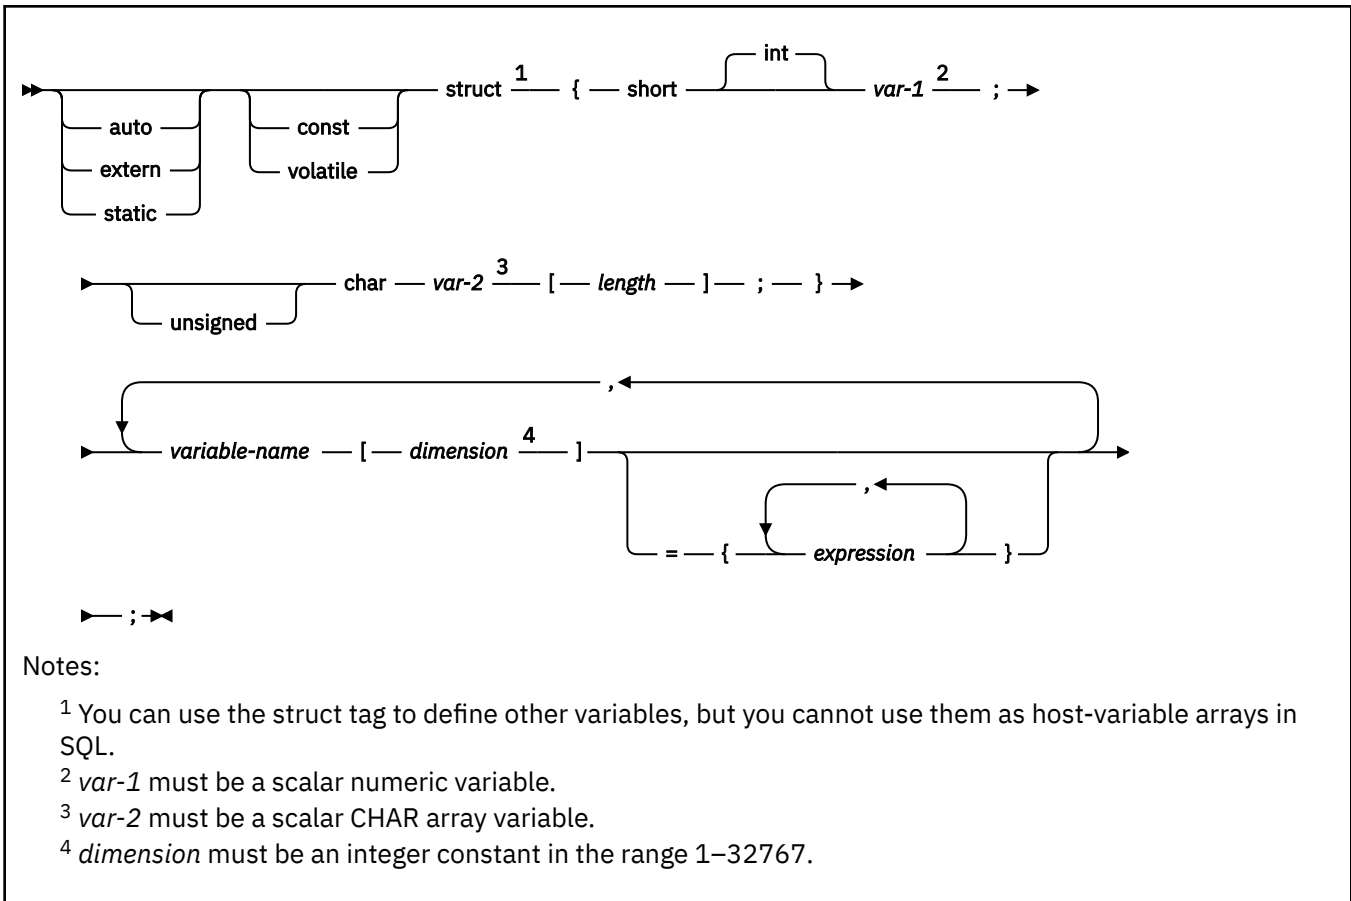 int
struct 1 { short var-1 2 ;
auto const
extern volatile
static
char var-2 3 [ length ] ; }
unsigned
,
variable-name [ dimension 4 ]
,
= { expression }
;
Notes:
1 You can use the struct tag to define other variables, but you cannot use them as host-variable arrays in
SQL.
2 var-1 must be a scalar numeric variable.
3 var-2 must be a scalar CHAR array variable.
4 dimension must be an integer constant in the range 1–32767.